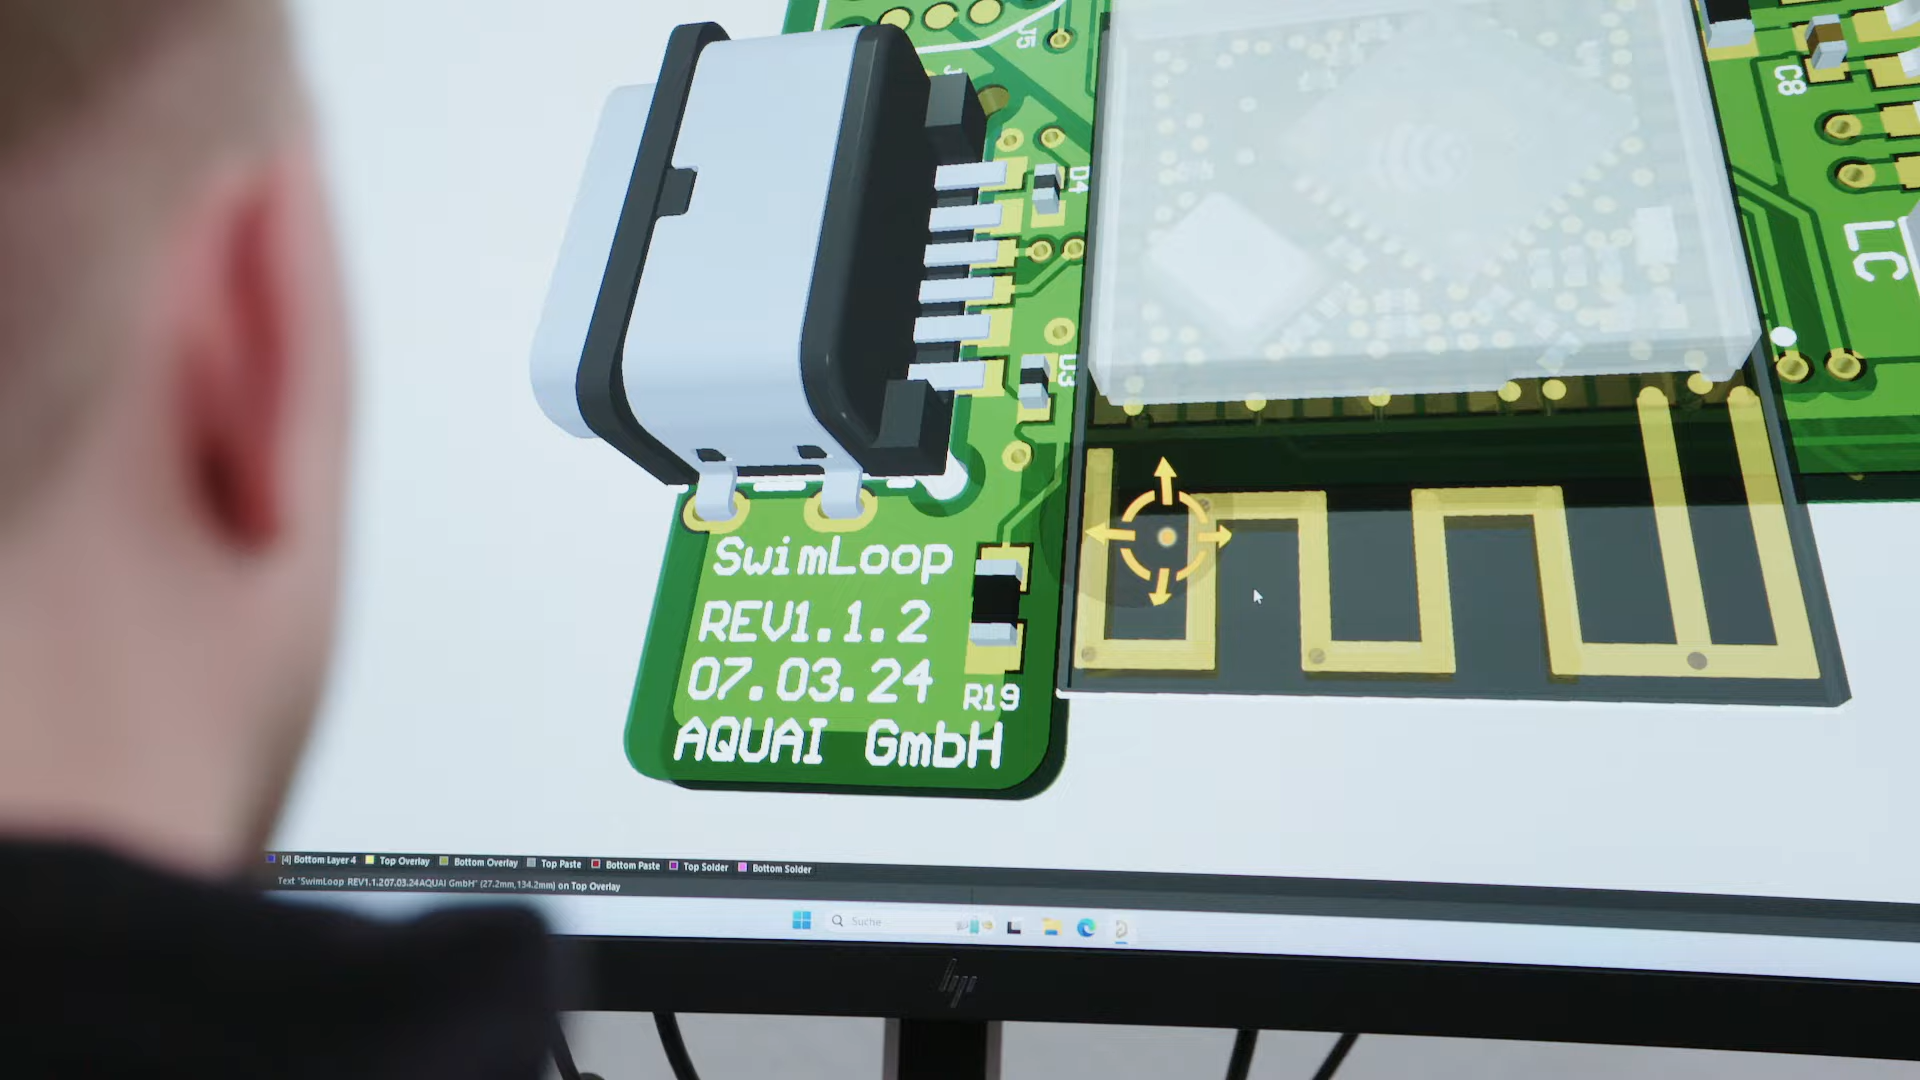 J5
D4
C8
LC
D3
SwimLoop
REV1.1.2
07.03.24
R19
AQUAI GmbH
[4] Bottom Layer 4 Top Overlay Bottom Overlay Top Paste Bottom Paste Top Solder Bottom Solder
Text "SwimLoop REV1.1.207.03.24AQUAI GmbH" (27.2mm,134.2mm) on Top Overlay
Suche
hp